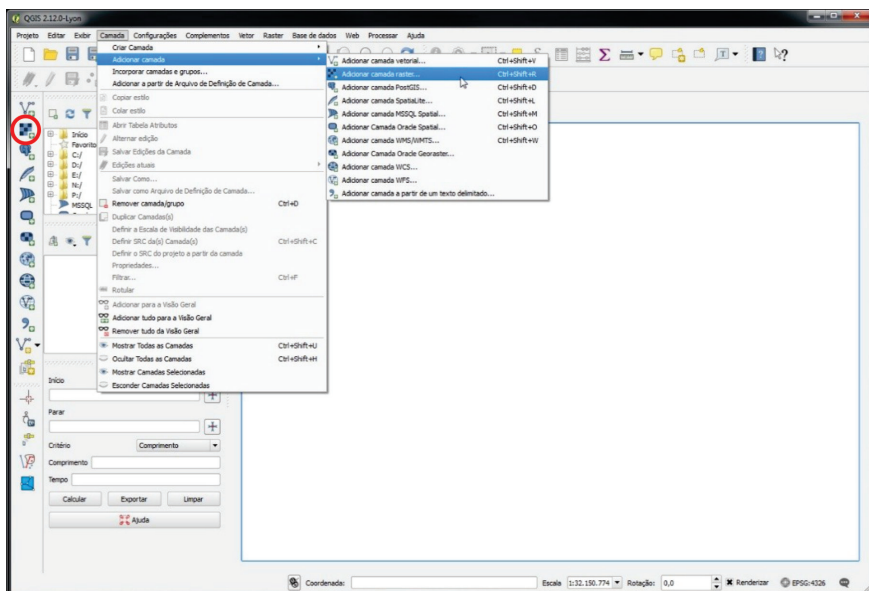 QGIS 2.12.0-Lyon
Projeto Editar Exibir Camada Configurações Complementos Vetor Raster Base de dados Web Processar Ajuda
Criar Camada
Adicionar camada
Incorporar camadas e grupos...
Adicionar a partir de Arquivo de Definição de Camada...
Copiar estilo
Colar estilo
Abrir Tabela Atributos
Alternar edição
Salvar Edições da Camada
Edições atuais
Salvar Como...
Salvar como Arquivo de Definição de Camada...
Remover camada/grupo Ctrl+D
Duplicar Camadas(s)
Definir a Escala de Visibilidade das Camada(s)
Definir SRC da(s) Camada(s) Ctrl+Shift+C
Definir o SRC do projeto a partir da camada
Propriedades...
Filtrar... Ctrl+F
Rotular
Adicionar para a Visão Geral
Adicionar tudo para a Visão Geral
Remover tudo da Visão Geral
Mostrar Todas as Camadas Ctrl+Shift+U
Ocultar Todas as Camadas Ctrl+Shift+H
Mostrar Camadas Selecionadas
Esconder Camadas Selecionadas
Adicionar camada vetorial... Ctrl+Shift+V
Adicionar camada raster... Ctrl+Shift+R
Adicionar camada PostGIS... Ctrl+Shift+D
Adicionar camada SpatiaLite... Ctrl+Shift+L
Adicionar camada MSSQL Spatial... Ctrl+Shift+M
Adicionar Camada Oracle Spatial... Ctrl+Shift+O
Adicionar camada WMS/WMTS... Ctrl+Shift+W
Adicionar Camada Oracle Georaster...
Adicionar camada WCS...
Adicionar camada WFS...
Adicionar camada a partir de um texto delimitado...
Início
Favorito
C:/
D:/
E:/
N:/
P:/
MSSQL
Início
Parar
Critério Comprimento
Comprimento
Tempo
Calcular Exportar Limpar
Ajuda
Coordenada: Escala 1:32.150.774 Rotação: 0,0 Renderizar EPSG:4326